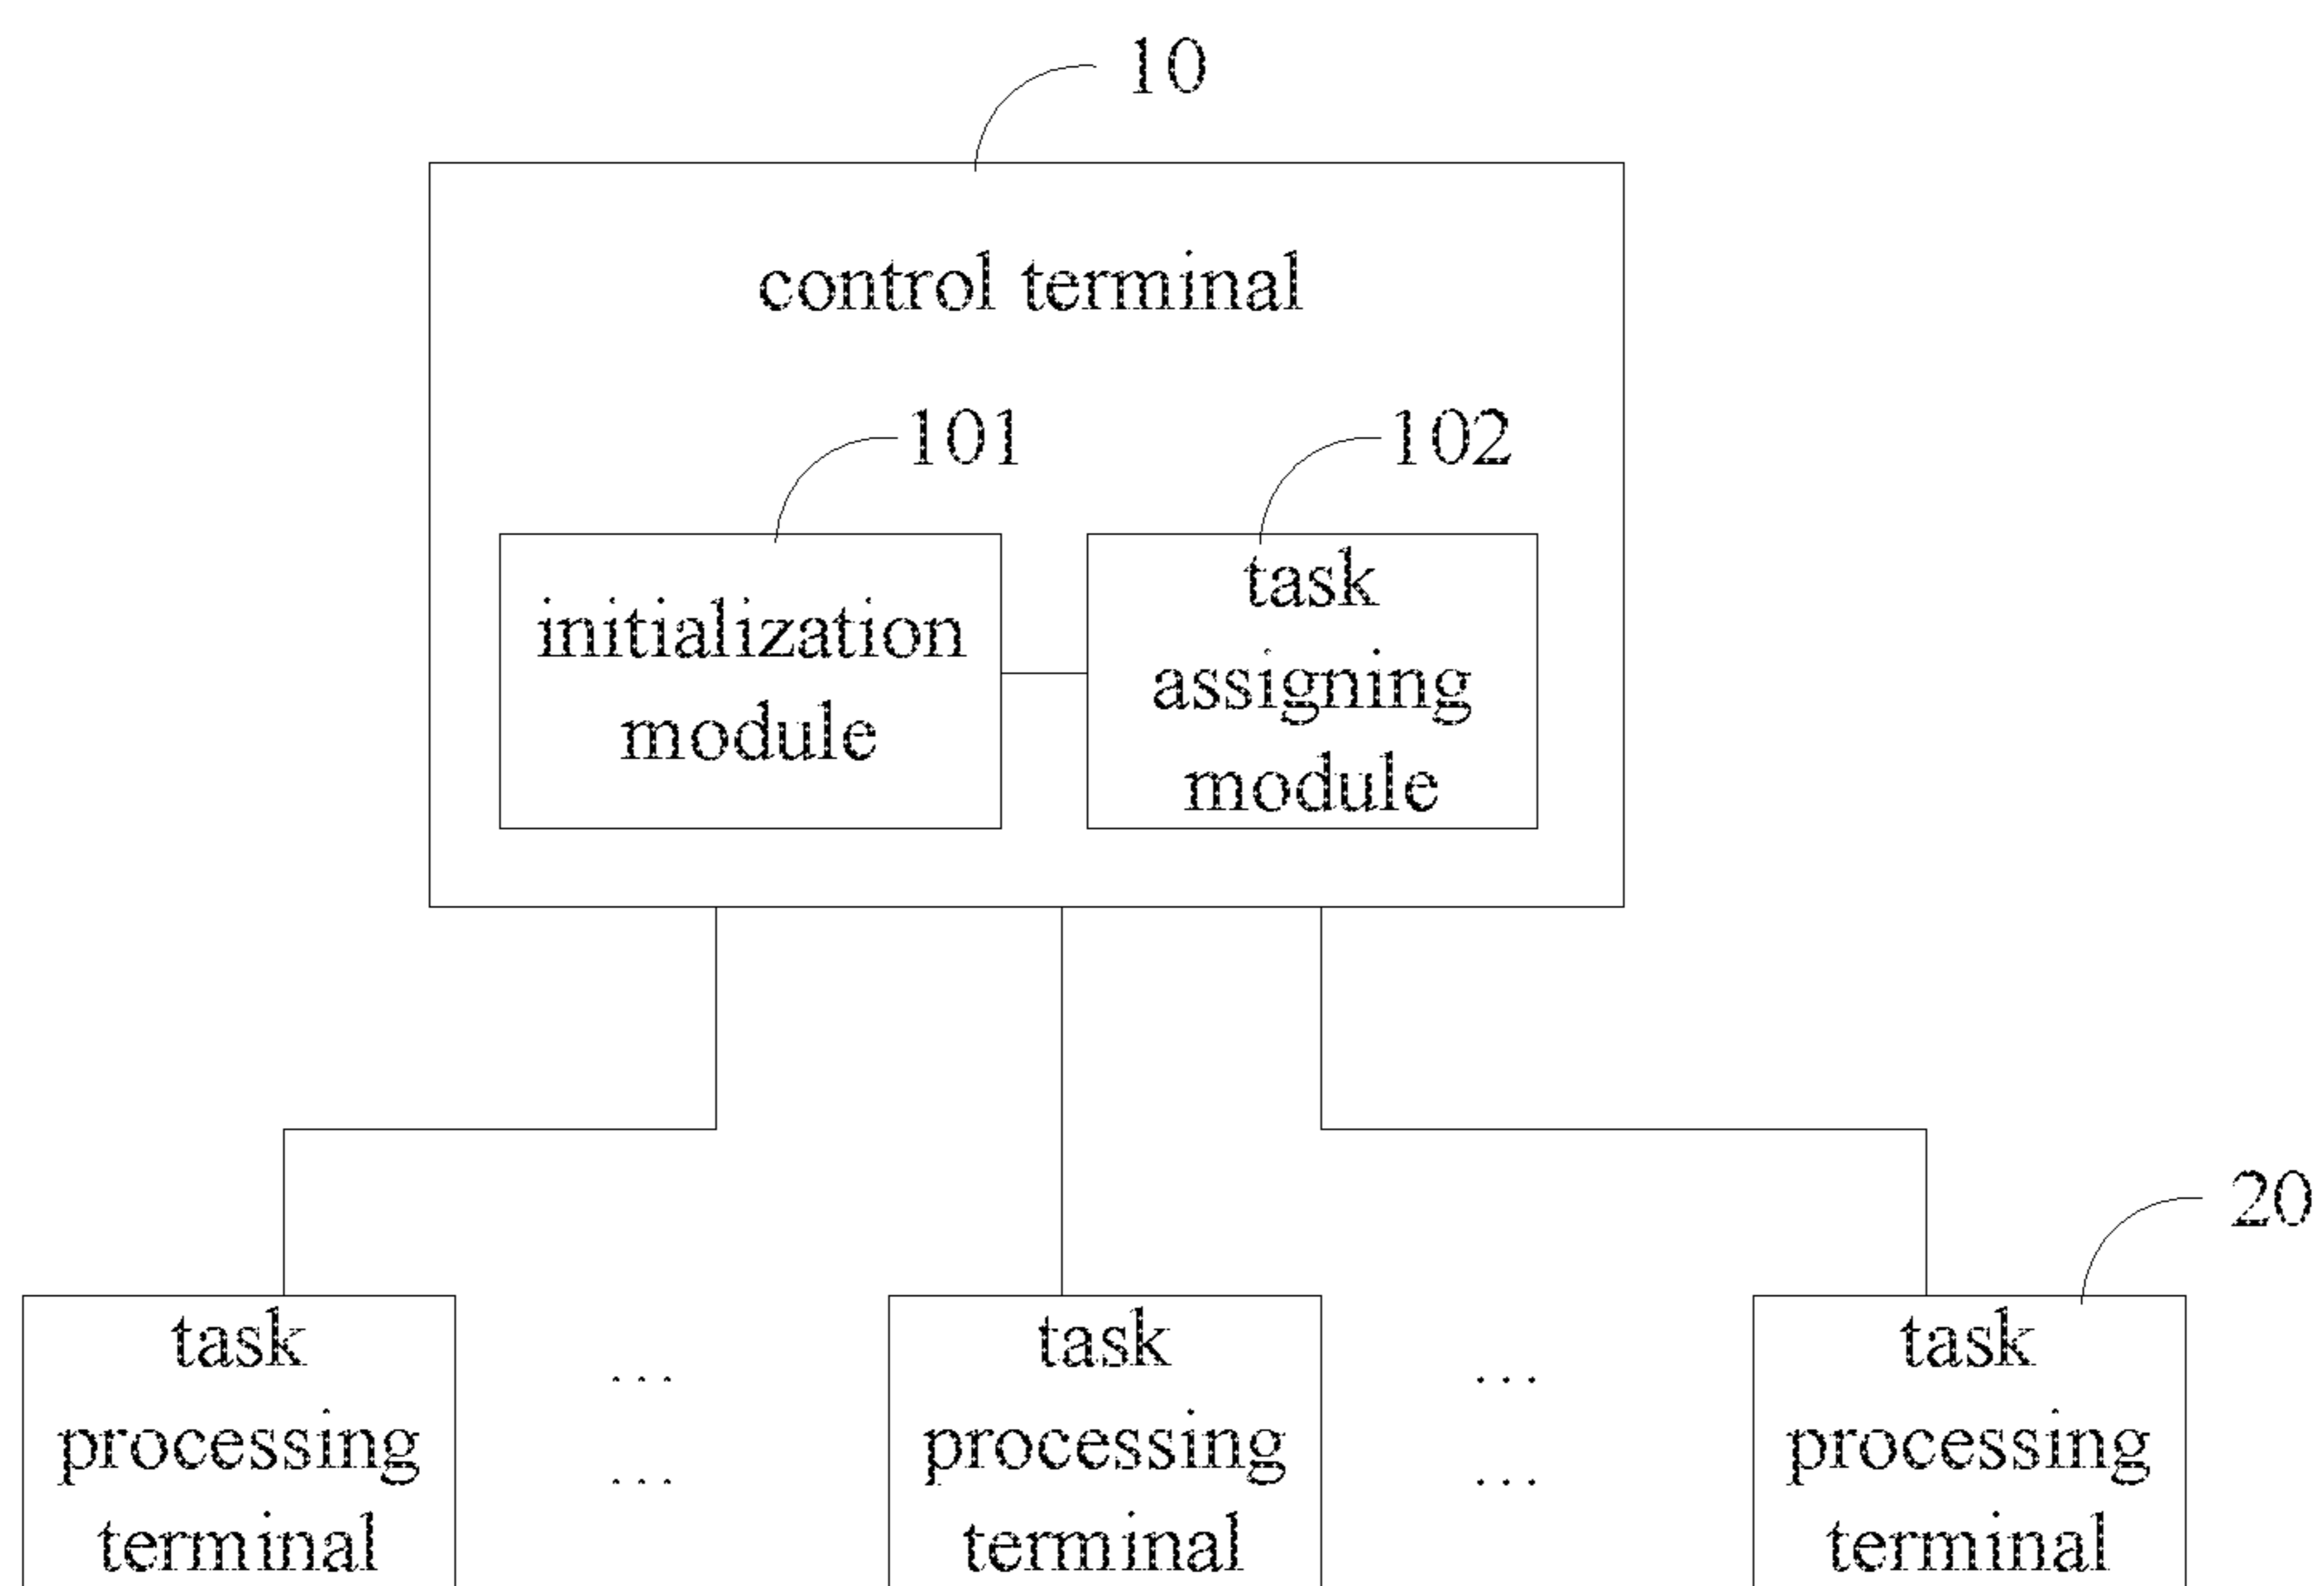 10
control terminal
101
102
initialization
module
task
assigning
module
20
task
processing
terminal
...
...
task
processing
terminal
...
...
task
processing
terminal